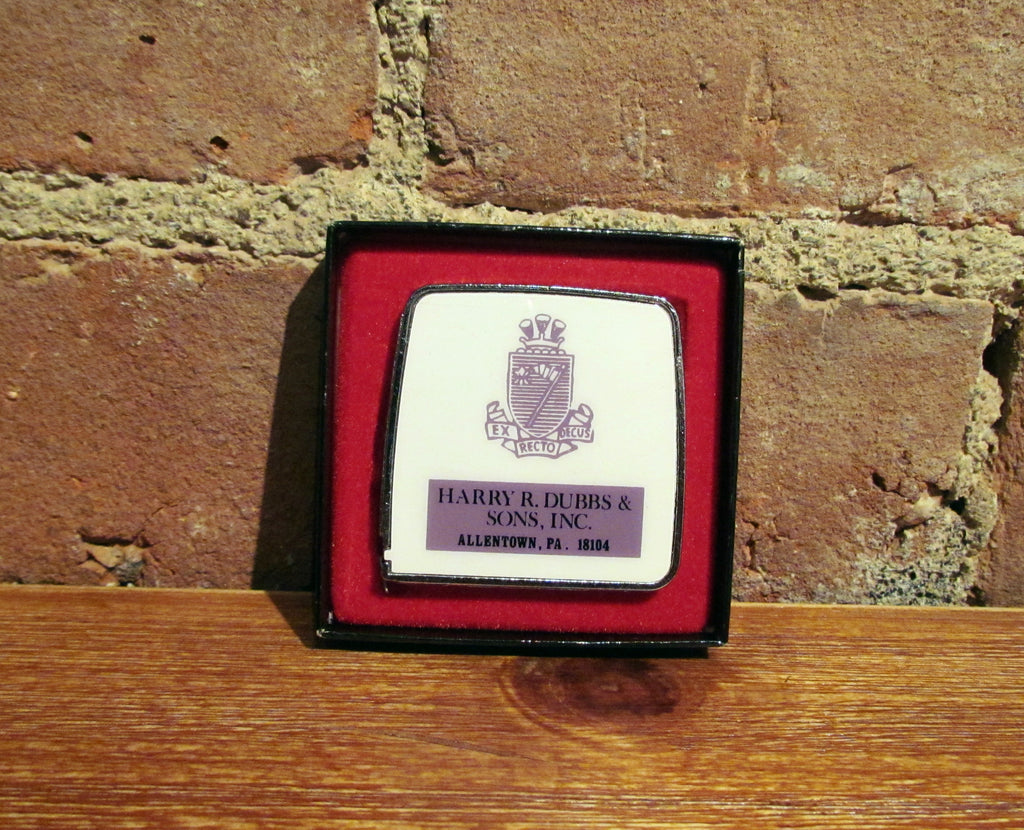 EX DECUS
RECTO
HARRY R. DUBBS &
SONS, INC.
ALLENTOWN, PA. 18104